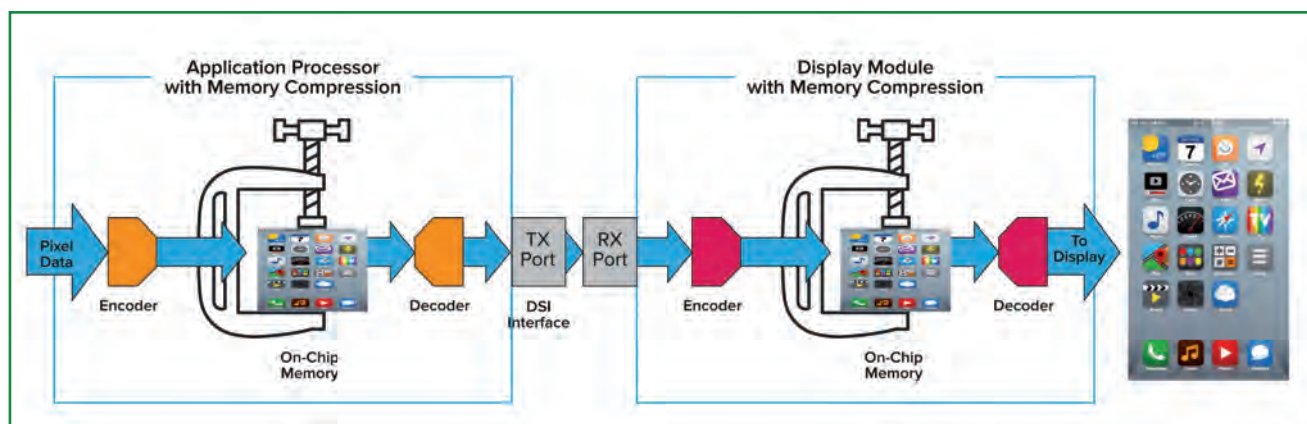 Application Processor
with Memory Compression
Display Module
with Memory Compression
Pixel
Data
Encoder
On-Chip
Memory
Decoder
TX
Port
DSI
Interface
RX
Port
Encoder
On-Chip
Memory
Decoder
To
Display
7
TV